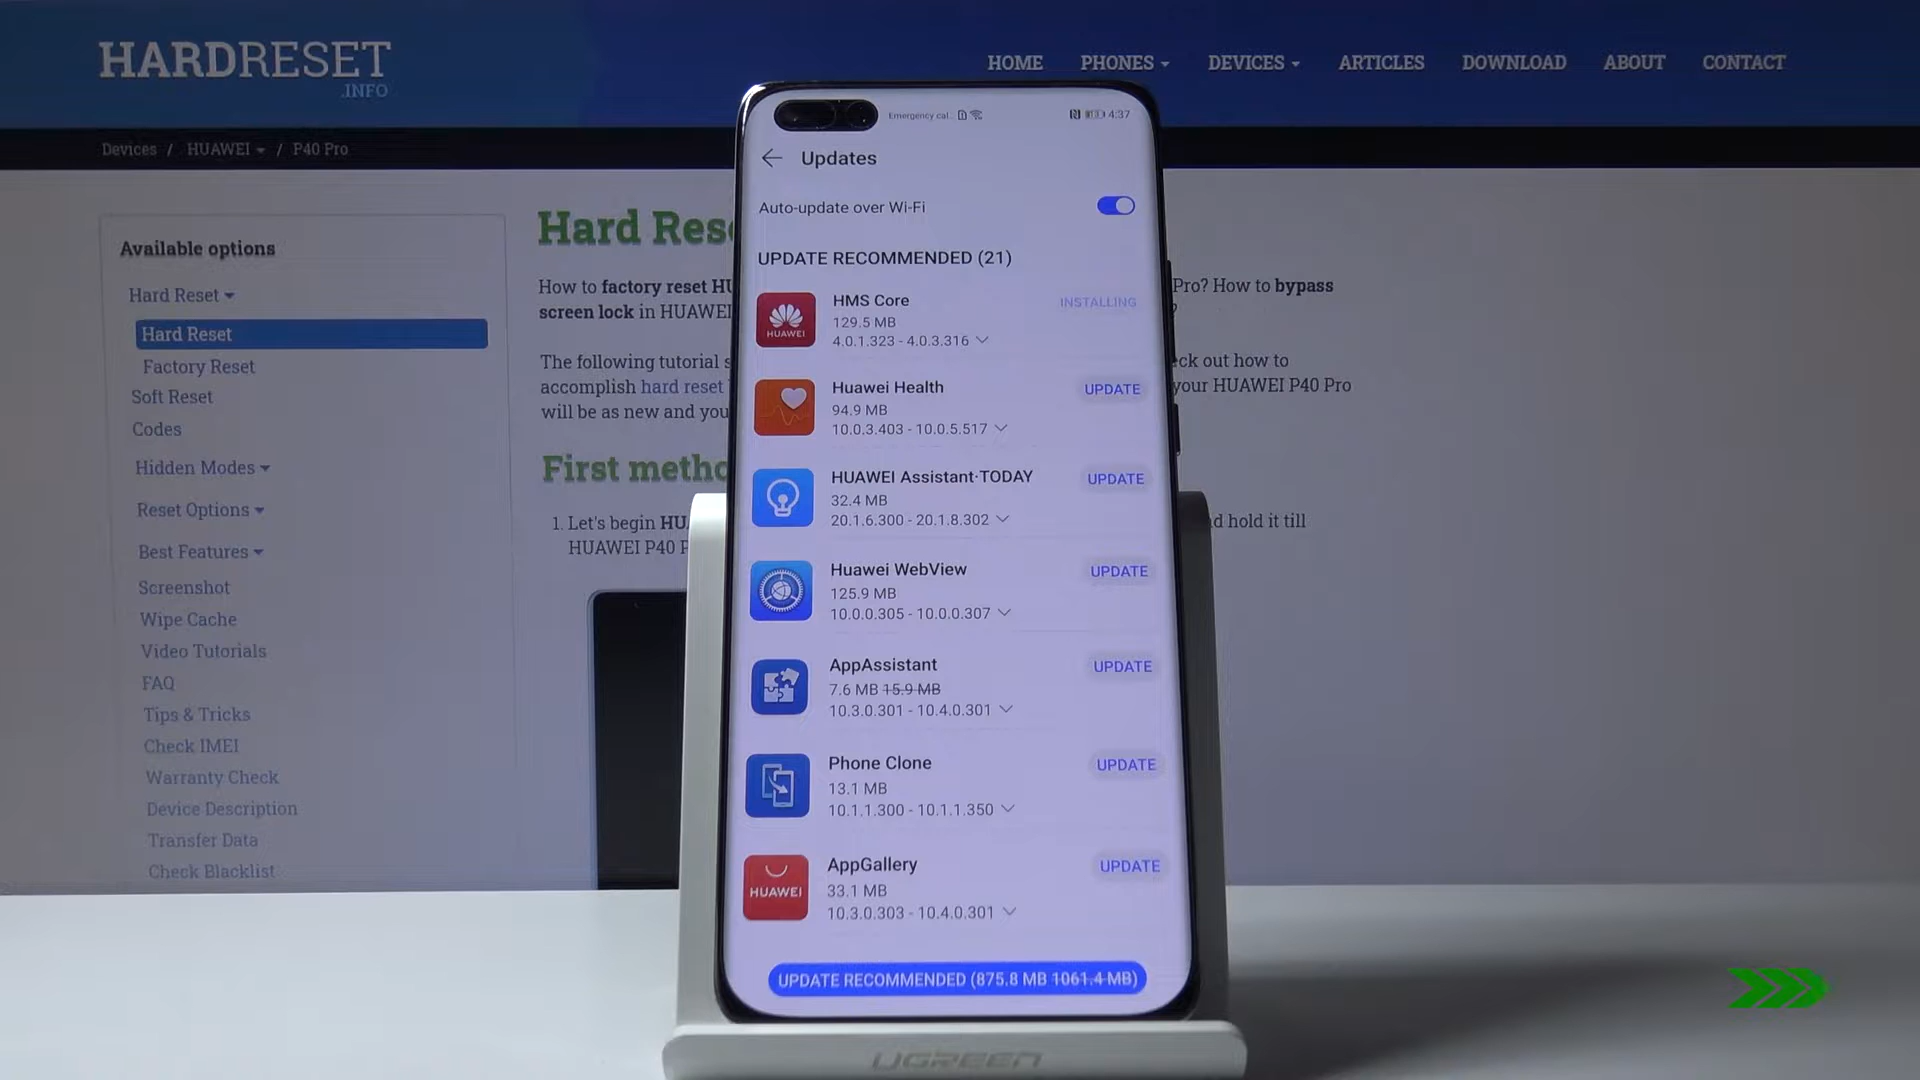 HARDRESET
.INFO
HOME PHONES DEVICES ARTICLES DOWNLOAD ABOUT CONTACT
Devices / HUAWEI / P40 Pro
Available options
Hard Reset
Hard Reset
Factory Reset
Soft Reset
Codes
Hidden Modes
Reset Options
Best Features
Screenshot
Wipe Cache
Video Tutorials
FAQ
Tips & Tricks
Check IMEI
Warranty Check
Device Description
Transfer Data
Check Blacklist
Hard Res
How to factory reset HU
Pro? How to bypass
screen lock in HUAWEI
The following tutorial s
ck out how to
accomplish hard reset
your HUAWEI P40 Pro
will be as new and you
First metho
1. Let's begin HU
d hold it till
HUAWEI P40 P
Emergency cal... 4:37
Updates
Auto-update over Wi-Fi
UPDATE RECOMMENDED (21)
HUAWEI
HMS Core
INSTALLING
129.5 MB
4.0.1.323 - 4.0.3.316
Huawei Health
UPDATE
94.9 MB
10.0.3.403 - 10.0.5.517
HUAWEI Assistant·TODAY
UPDATE
32.4 MB
20.1.6.300 - 20.1.8.302
Huawei WebView
UPDATE
125.9 MB
10.0.0.305 - 10.0.0.307
AppAssistant
UPDATE
7.6 MB 15.9 MB
10.3.0.301 - 10.4.0.301
Phone Clone
UPDATE
13.1 MB
10.1.1.300 - 10.1.1.350
HUAWEI
AppGallery
UPDATE
33.1 MB
10.3.0.303 - 10.4.0.301
UPDATE RECOMMENDED (875.8 MB 1061.4 MB)
UGREEN